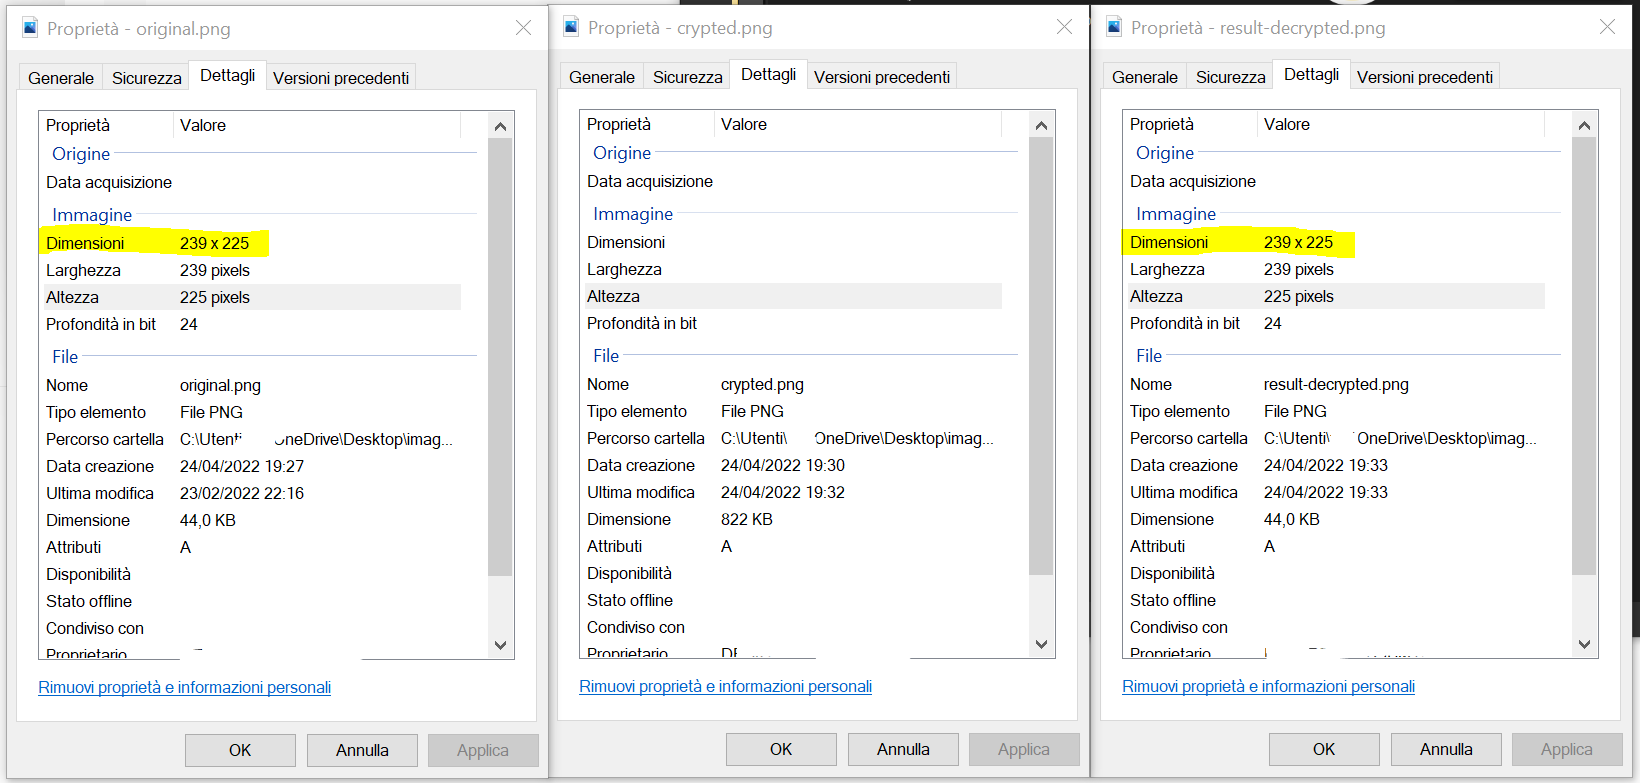 Proprietà - original.png
Generale Sicurezza Dettagli Versioni precedenti
Proprietà Valore
Origine
Data acquisizione
Immagine
Dimensioni 239 x 225
Larghezza 239 pixels
Altezza 225 pixels
Profondità in bit 24
File
Nome original.png
Tipo elemento File PNG
Percorso cartella C:\Utenti OneDrive\Desktop\imag...
Data creazione 24/04/2022 19:27
Ultima modifica 23/02/2022 22:16
Dimensione 44,0 KB
Attributi A
Disponibilità
Stato offline
Condiviso con
Proprietario
Rimuovi proprietà e informazioni personali
OK Annulla Applica
Proprietà - crypted.png
Generale Sicurezza Dettagli Versioni precedenti
Proprietà Valore
Origine
Data acquisizione
Immagine
Dimensioni
Larghezza
Altezza
Profondità in bit
File
Nome crypted.png
Tipo elemento File PNG
Percorso cartella C:\Utenti\ OneDrive\Desktop\imag...
Data creazione 24/04/2022 19:30
Ultima modifica 24/04/2022 19:32
Dimensione 822 KB
Attributi A
Disponibilità
Stato offline
Condiviso con
Proprietario
Rimuovi proprietà e informazioni personali
OK Annulla Applica
Proprietà - result-decrypted.png
Generale Sicurezza Dettagli Versioni precedenti
Proprietà Valore
Origine
Data acquisizione
Immagine
Dimensioni 239 x 225
Larghezza 239 pixels
Altezza 225 pixels
Profondità in bit 24
File
Nome result-decrypted.png
Tipo elemento File PNG
Percorso cartella C:\Utenti\ OneDrive\Desktop\imag...
Data creazione 24/04/2022 19:33
Ultima modifica 24/04/2022 19:33
Dimensione 44,0 KB
Attributi A
Disponibilità
Stato offline
Condiviso con
Proprietario
Rimuovi proprietà e informazioni personali
OK Annulla Applica